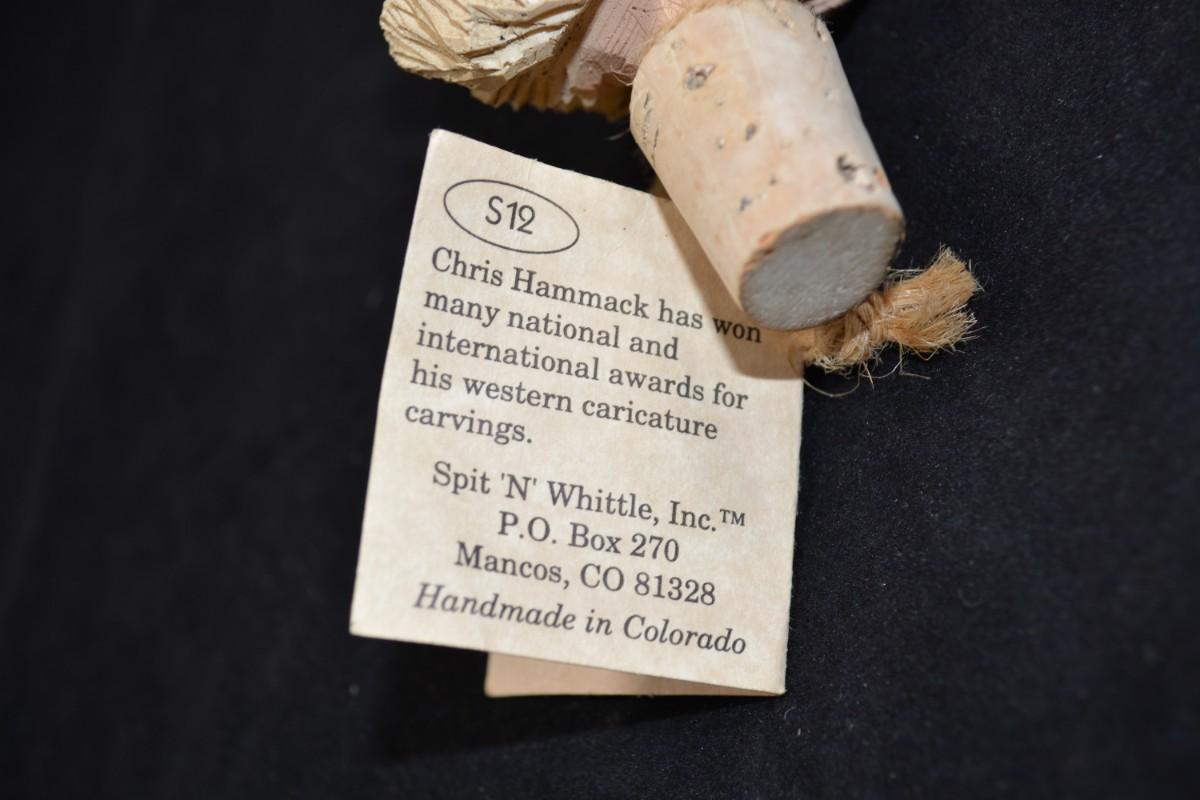 S12
Chris Hammack has won
many national and
international awards for
his western caricature
carvings.
Spit 'N' Whittle, Inc.™
P.O. Box 270
Mancos, CO 81328
Handmade in Colorado